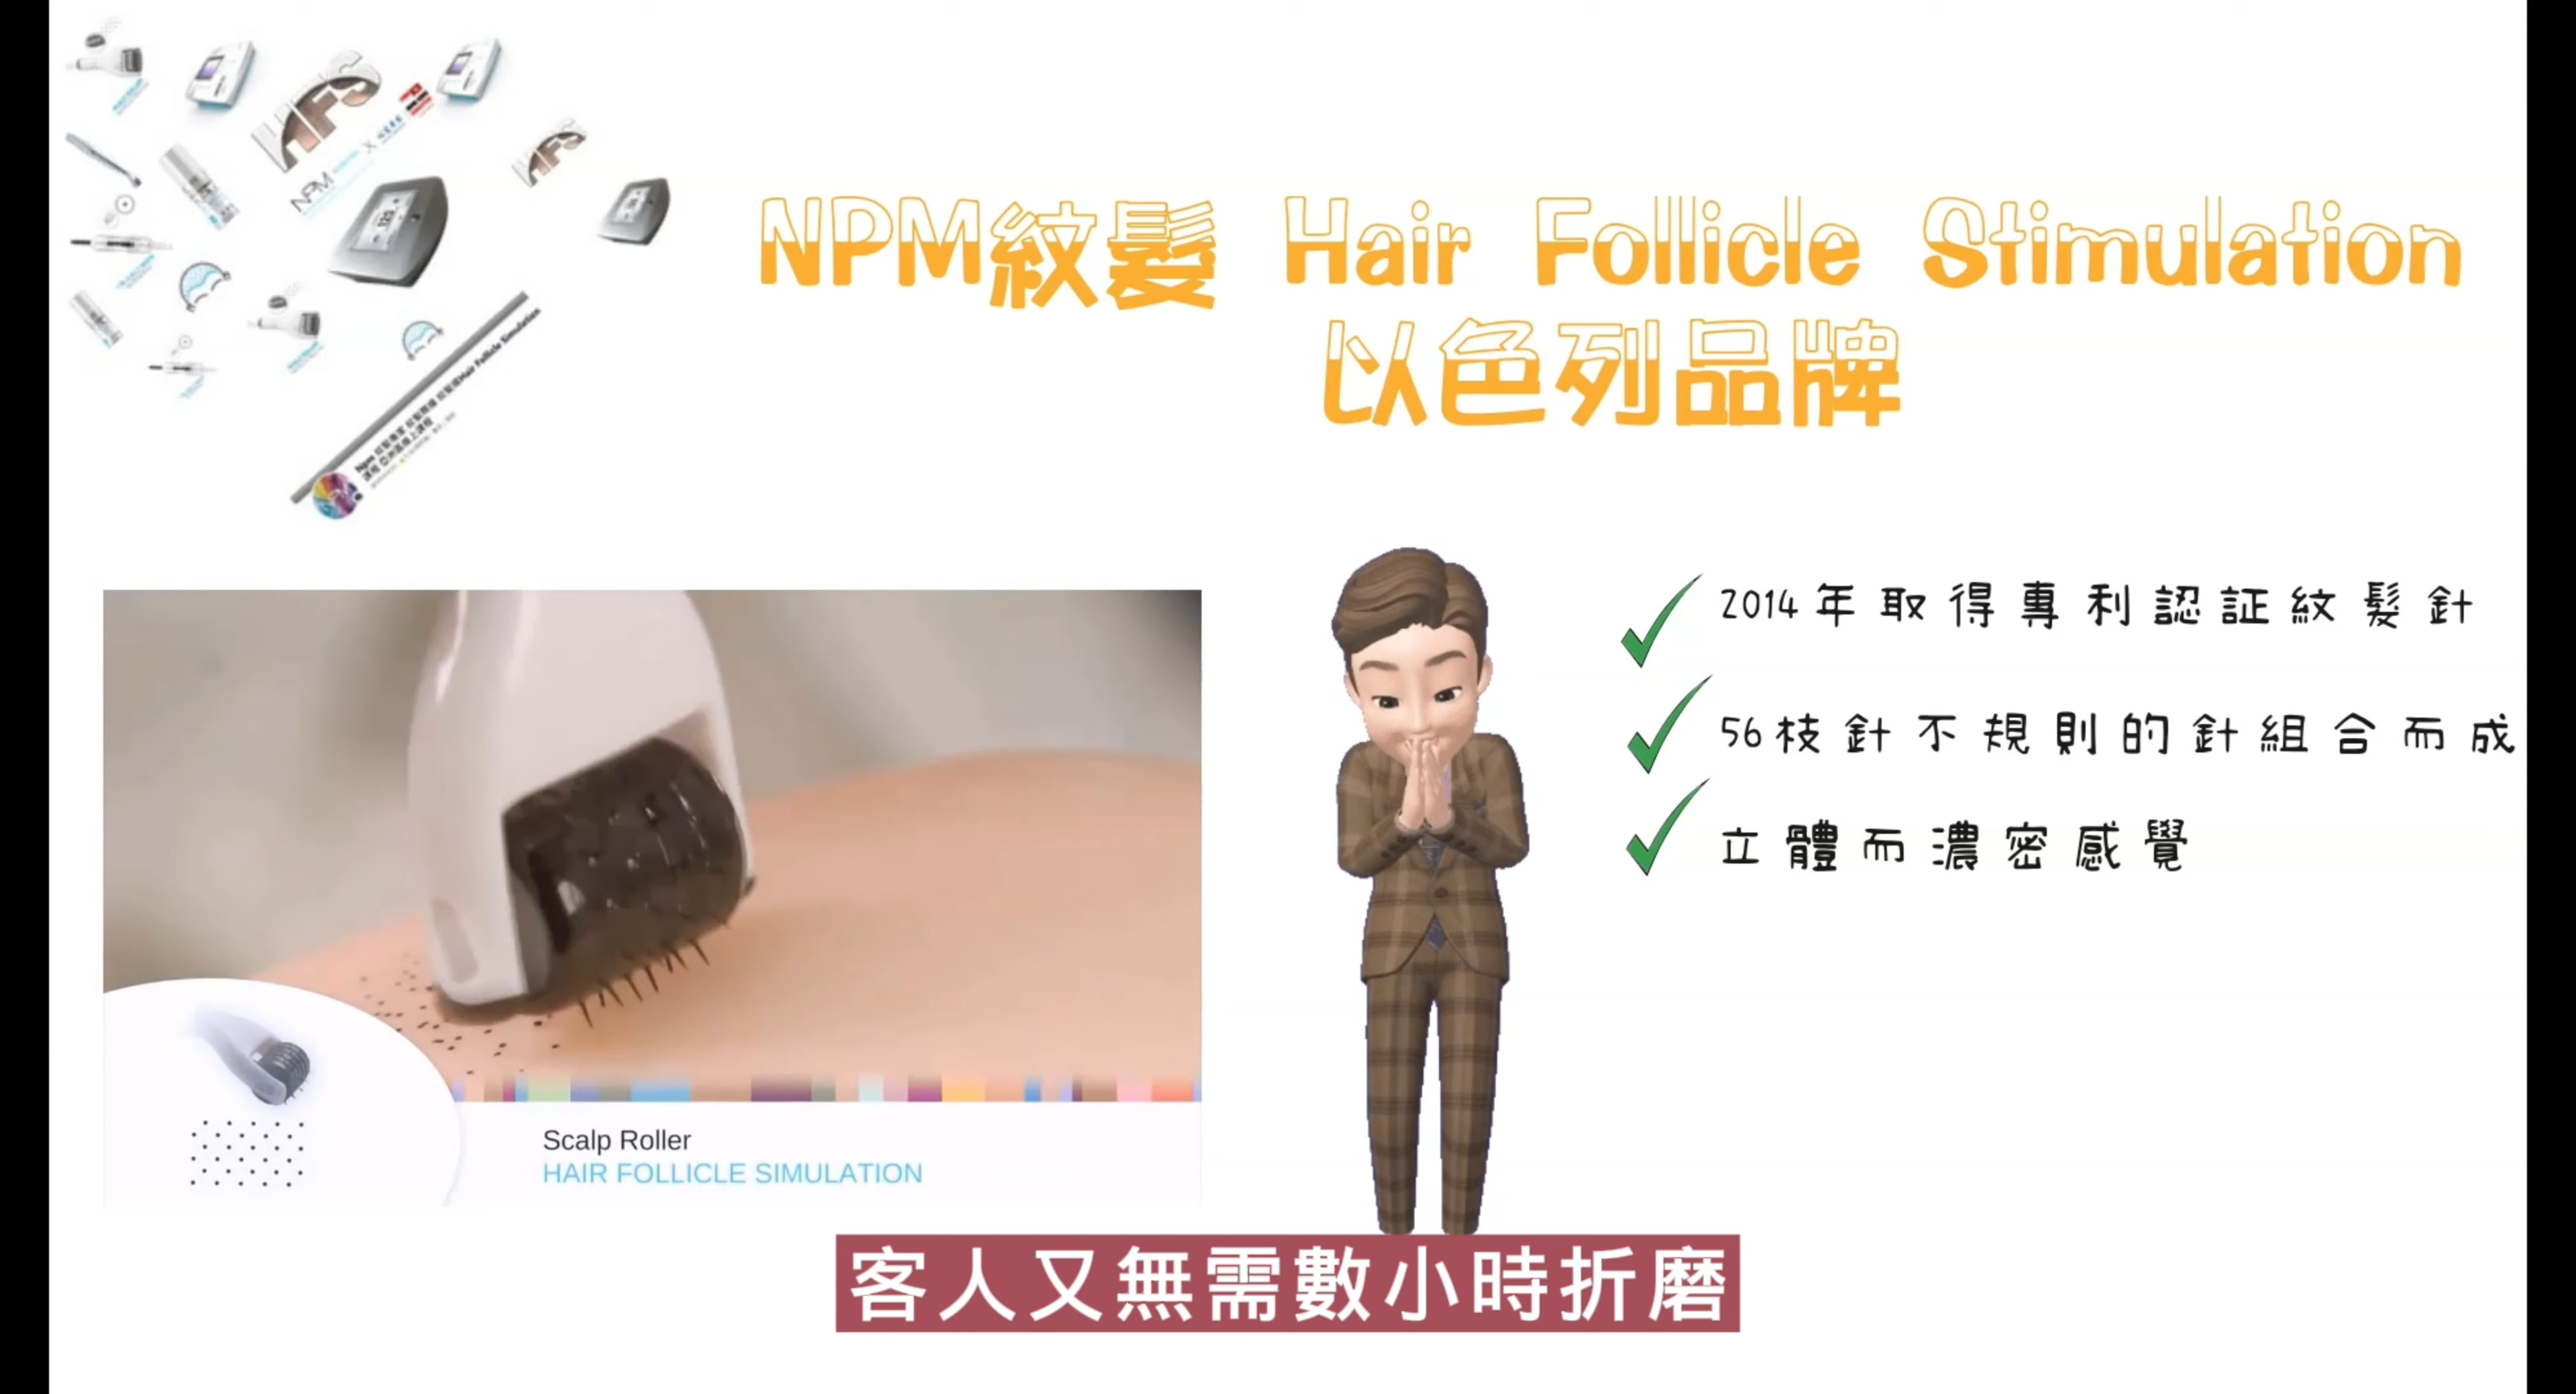 HFS
NPM
X
HFS
NPM紋髮 Hair Follicle Stimulation
以色列品牌
2014年取得專利認証紋髮針
56枝針不規則的針組合而成
立體而濃密感覺
Scalp Roller
HAIR FOLLICLE SIMULATION
客人又無需數小時折磨